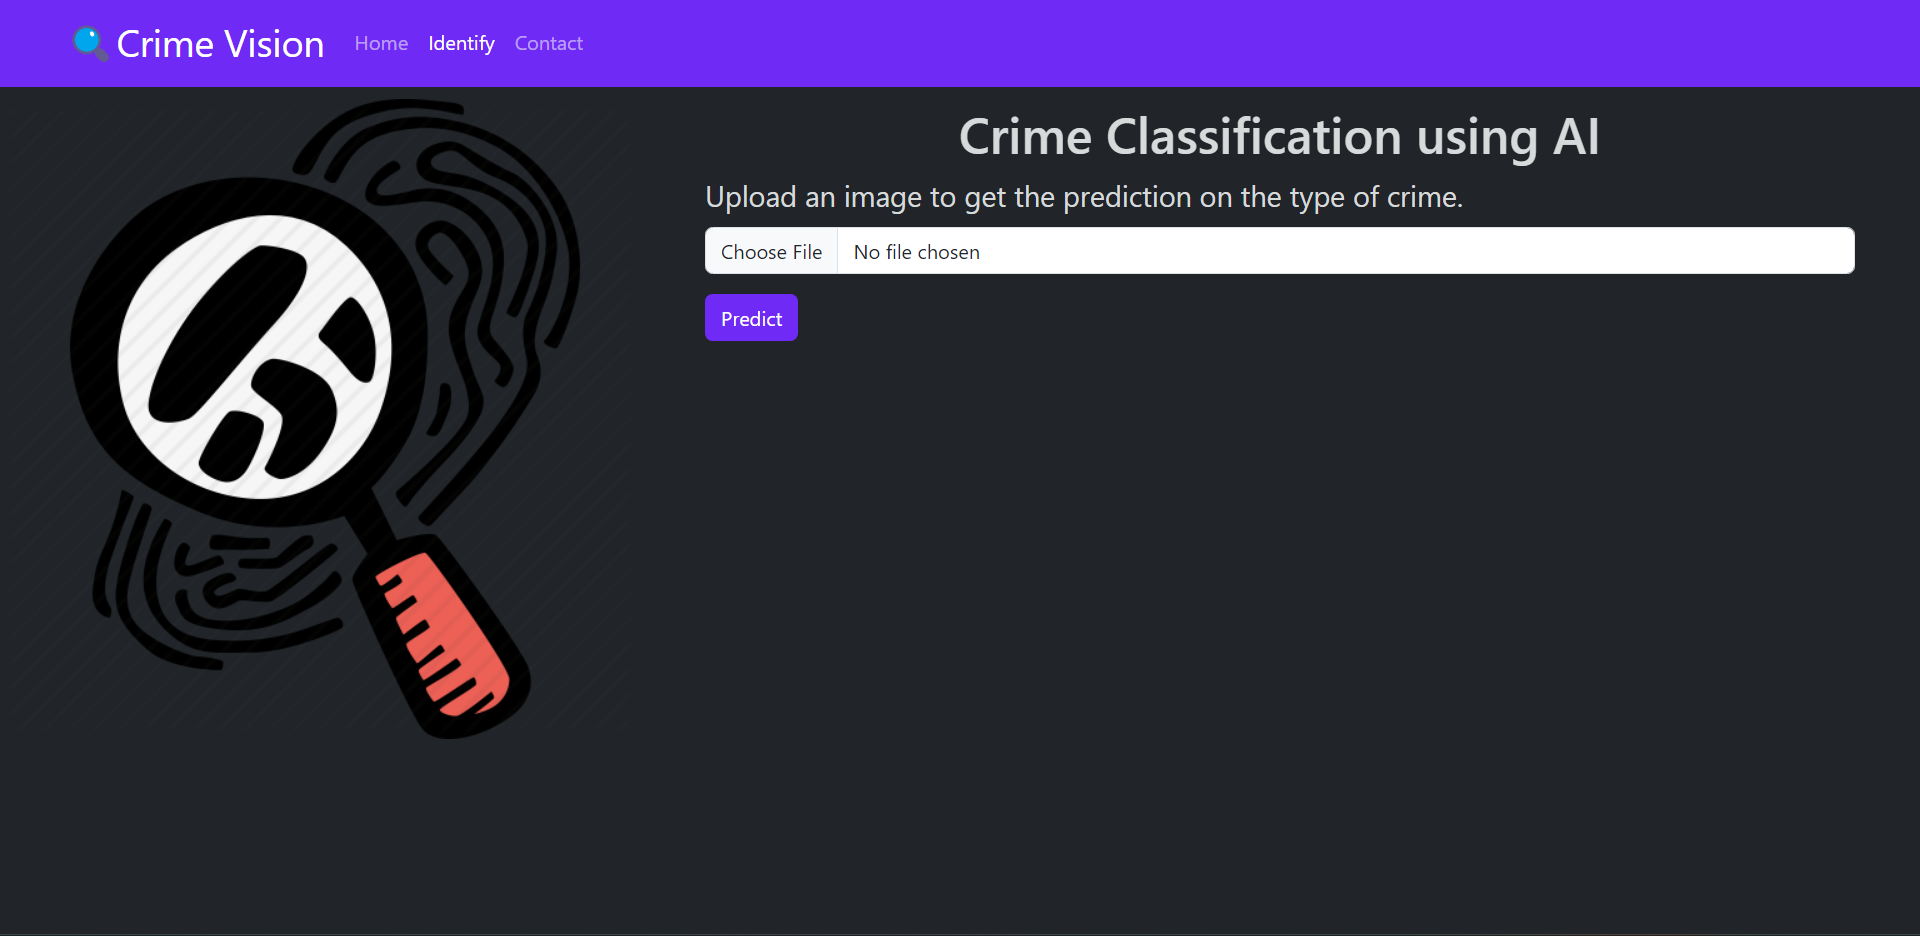 Crime Vision Home Identify Contact
Crime Classification using AI
Upload an image to get the prediction on the type of crime.
Choose File No file chosen
Predict